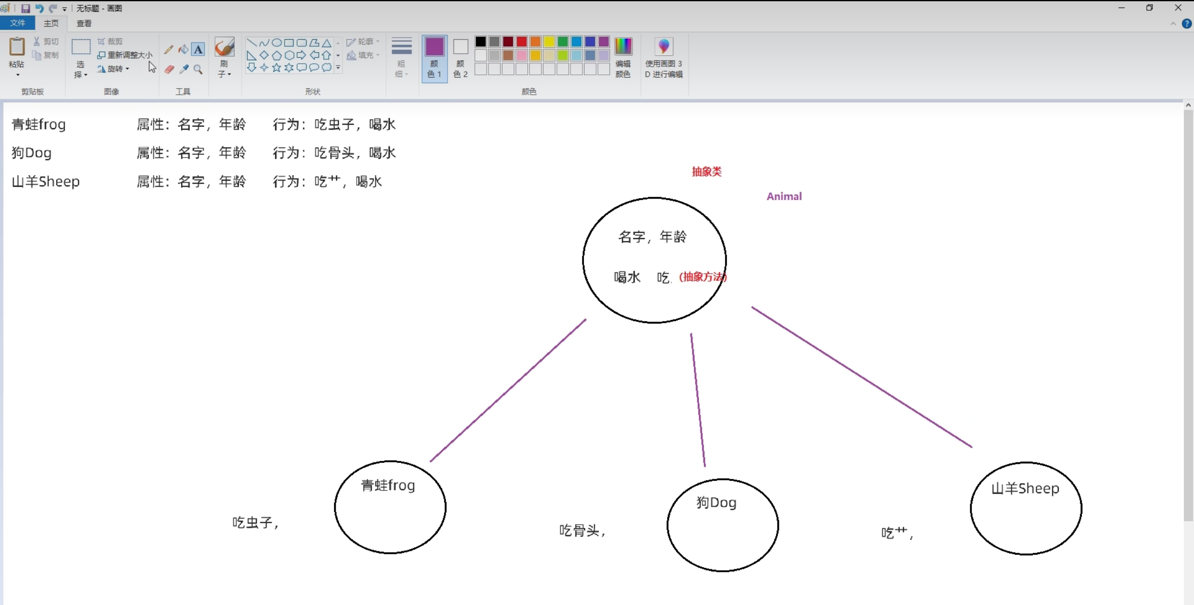 无标题 - 画图
文件 主页 查看
粘贴
剪切
复制
剪贴板
选择
裁剪
重新调整大小
旋转
图像
A
工具
刷子
形状
轮廓
填充
粗细
颜色 1
颜色 2
颜色
编辑颜色
使用画图 3D 进行编辑
青蛙frog 属性：名字，年龄 行为：吃虫子，喝水
狗Dog 属性：名字，年龄 行为：吃骨头，喝水
山羊Sheep 属性：名字，年龄 行为：吃艹，喝水
抽象类
Animal
名字，年龄
喝水 吃 (抽象方法)
青蛙frog
狗Dog
山羊Sheep
吃虫子，
吃骨头，
吃艹，